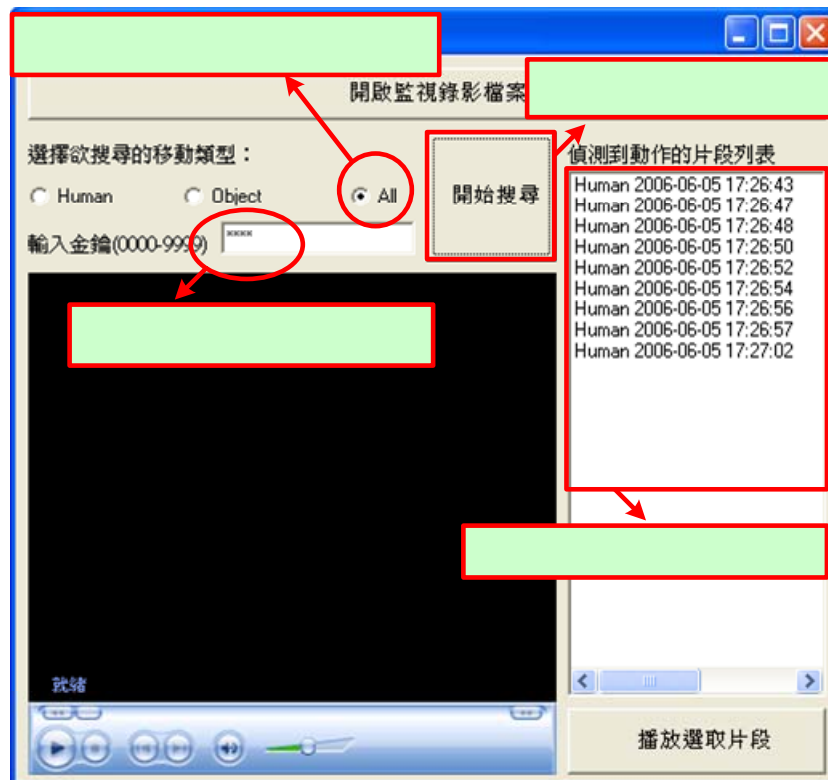 開啟監視錄影檔案
選擇欲搜尋的移動類型：
Human Object All
輸入金鑰(0000-9999) ****
開始搜尋
偵測到動作的片段列表
Human 2006-06-05 17:26:43
Human 2006-06-05 17:26:47
Human 2006-06-05 17:26:48
Human 2006-06-05 17:26:50
Human 2006-06-05 17:26:52
Human 2006-06-05 17:26:54
Human 2006-06-05 17:26:56
Human 2006-06-05 17:26:57
Human 2006-06-05 17:27:02
就緒
播放選取片段